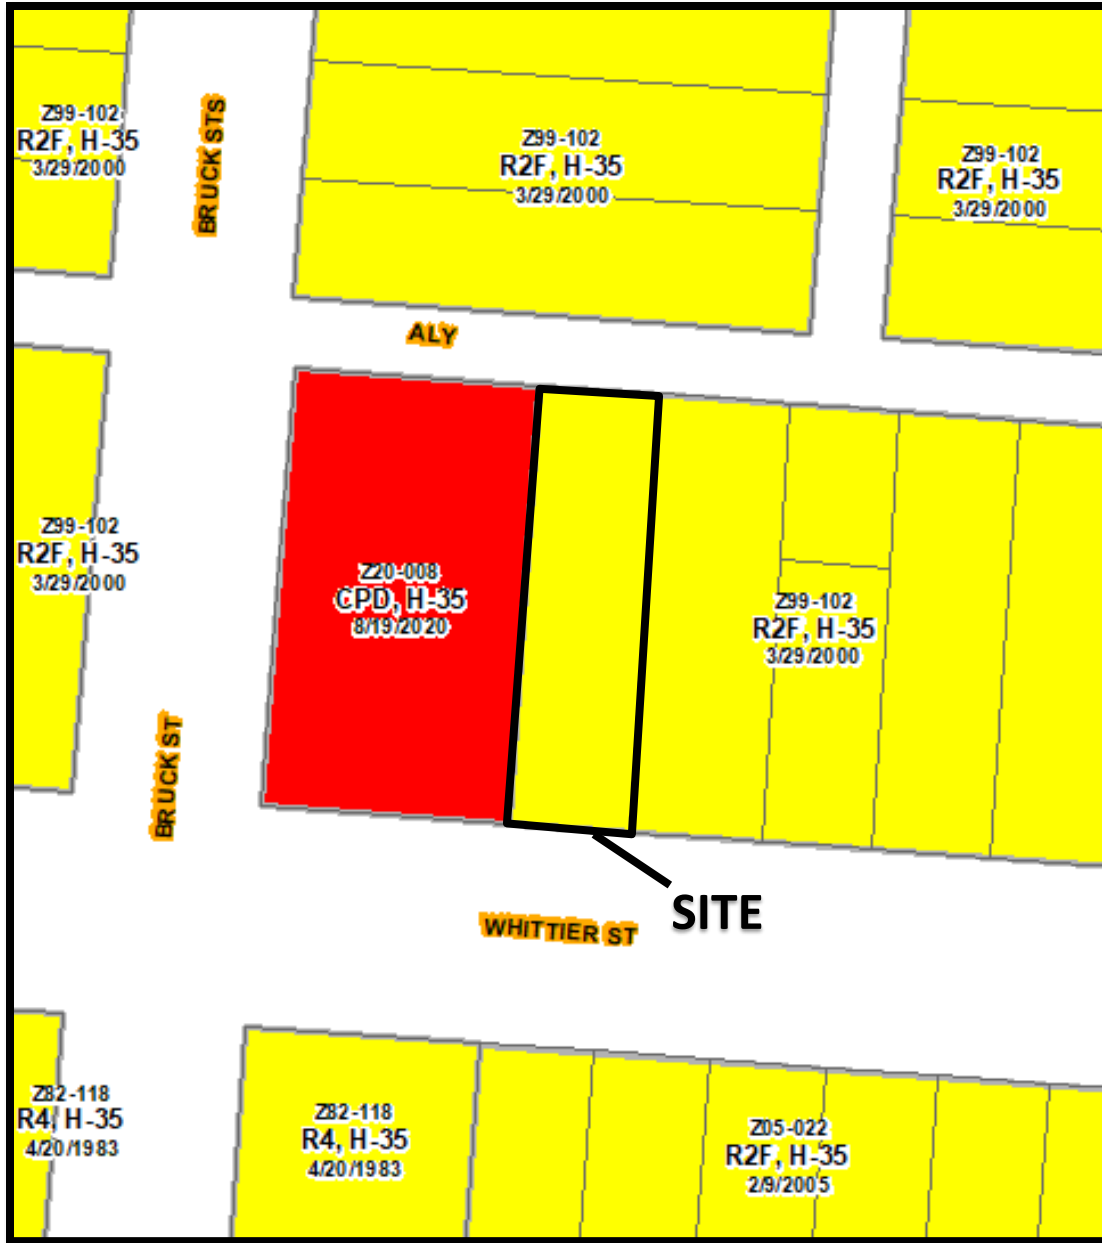 Z99-102
R2F, H-35
3/29/2000
BRUCK STS
Z99-102
R2F, H-35
3/29/2000
Z99-102
R2F, H-35
3/29/2000
ALY
Z99-102
R2F, H-35
3/29/2000
Z20-008
CPD, H-35
8/19/2020
Z99-102
R2F, H-35
3/29/2000
BRUCK ST
SITE
WHITTIER ST
Z82-118
R4, H-35
4/20/1983
Z82-118
R4, H-35
4/20/1983
Z05-022
R2F, H-35
2/9/2005